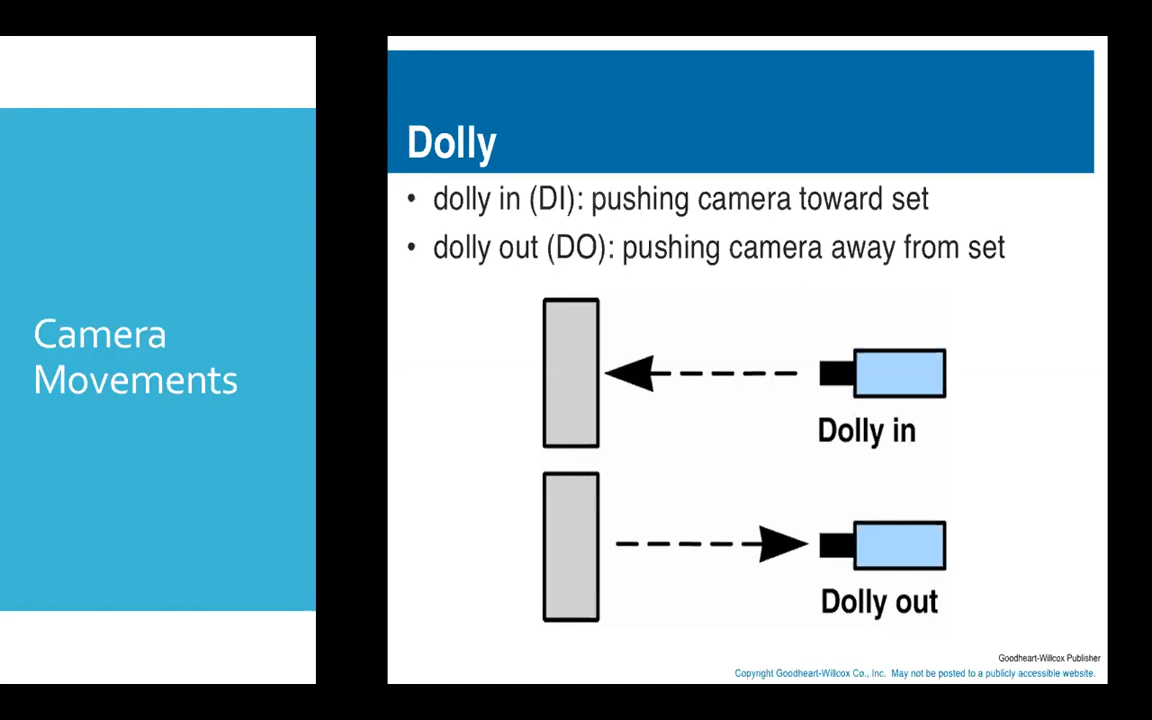 Camera
Movements
Dolly
• dolly in (DI): pushing camera toward set
• dolly out (DO): pushing camera away from set
Dolly in
Dolly out
Goodheart-Willcox Publisher
Copyright Goodheart-Willcox Co., Inc. May not be posted to a publicly accessible website.